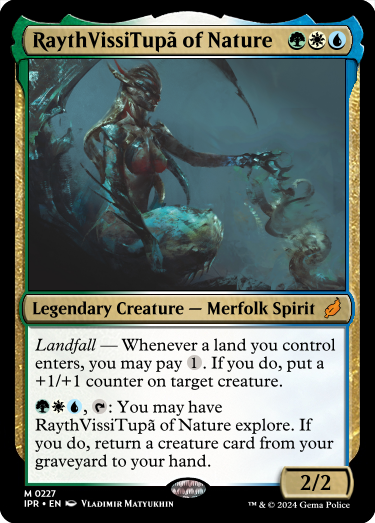 RaythVissiTupã of Nature
Legendary Creature — Merfolk Spirit
Landfall — Whenever a land you control
enters, you may pay 1. If you do, put a
+1/+1 counter on target creature.
: You may have
RaythVissiTupã of Nature explore. If
you do, return a creature card from your
graveyard to your hand.
2/2
M 0227
IPR • EN Vladimir Matyukhin
™ & © 2024 Gema Police